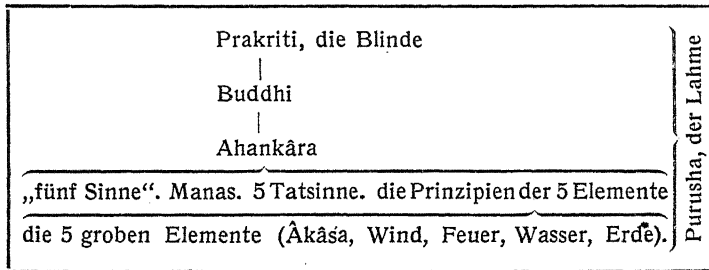 Prakriti, die Blinde
Buddhi
Ahankâra
„fünf Sinne“. Manas. 5 Tatsinne. die Prinzipien der 5 Elemente
die 5 groben Elemente (Âkâśa, Wind, Feuer, Wasser, Erde).
Purusha, der Lahme